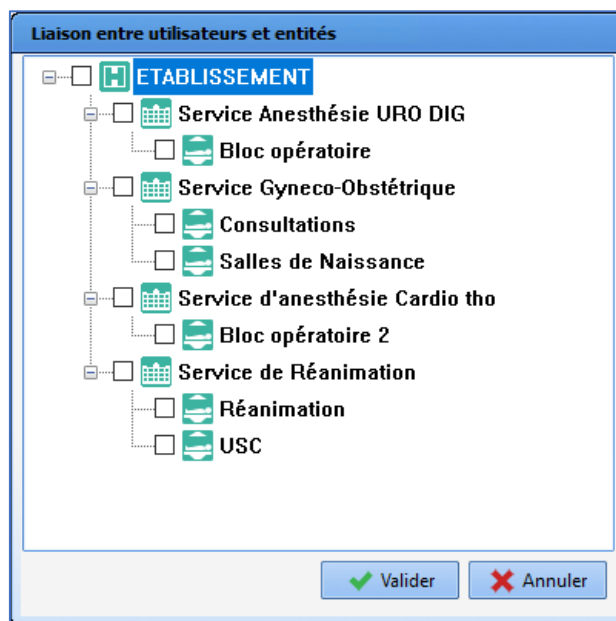 Liaison entre utilisateurs et entités
ETABLISSEMENT
Service Anesthésie URO DIG
Bloc opératoire
Service Gyneco-Obstétrique
Consultations
Salles de Naissance
Service d'anesthésie Cardio tho
Bloc opératoire 2
Service de Réanimation
Réanimation
USC
Valider Annuler